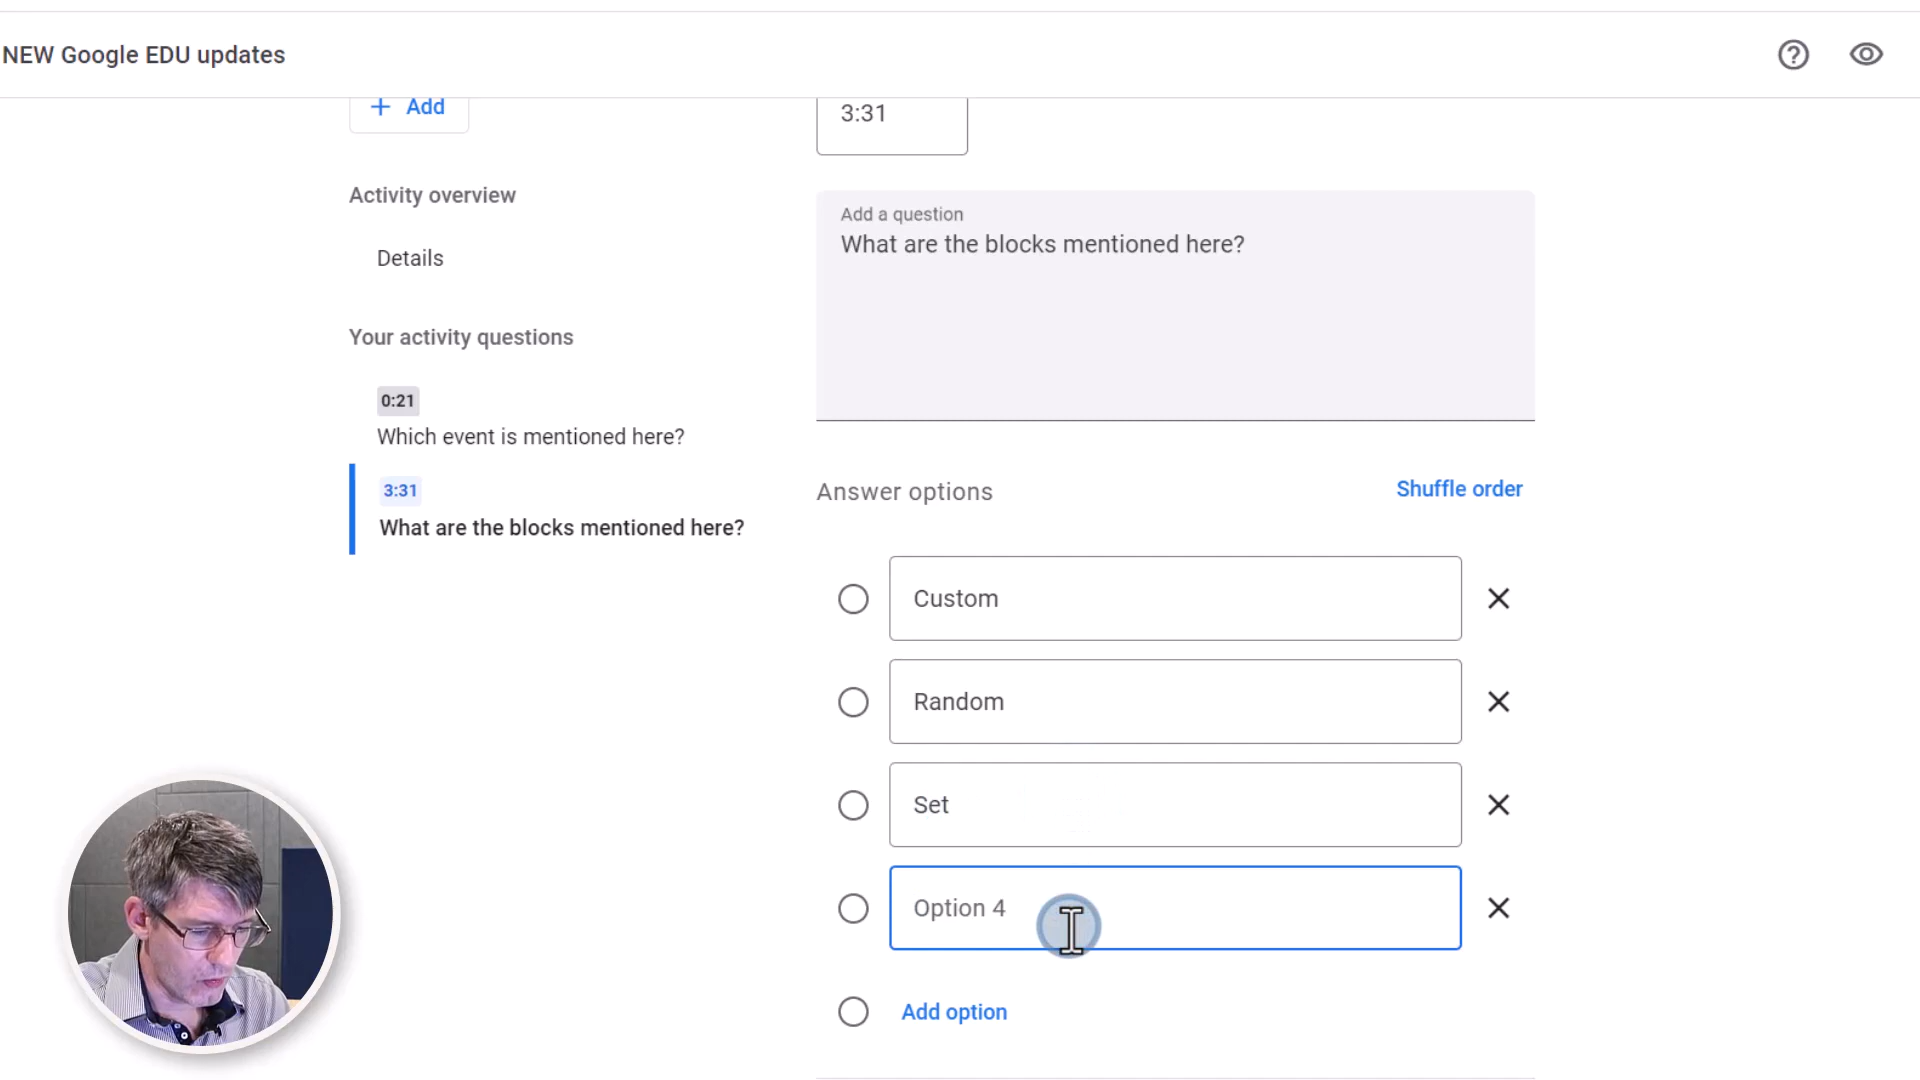 NEW Google EDU updates
+ Add
3:31
Activity overview
Add a question
What are the blocks mentioned here?
Details
Your activity questions
0:21
Which event is mentioned here?
3:31
What are the blocks mentioned here?
Answer options
Shuffle order
Custom
Random
Set
Option 4
Add option